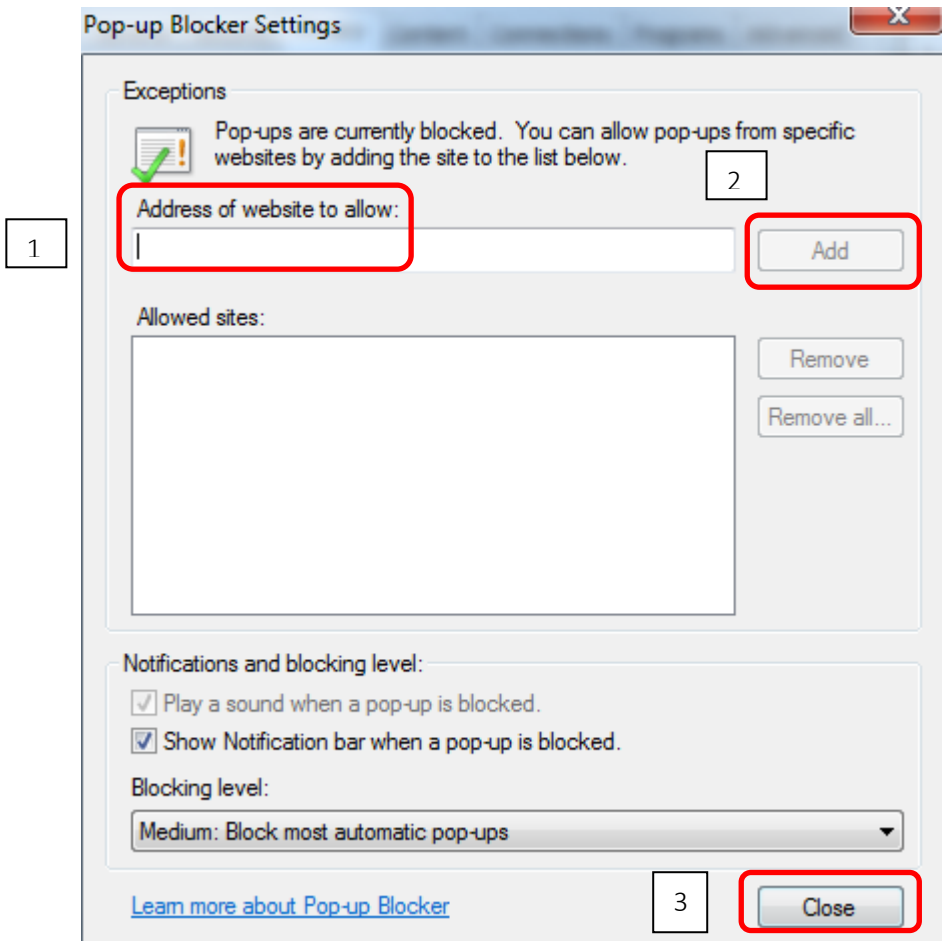 Pop-up Blocker Settings
Exceptions
Pop-ups are currently blocked. You can allow pop-ups from specific
websites by adding the site to the list below.
2
Address of website to allow:
1
Add
Allowed sites:
Remove
Remove all...
Notifications and blocking level:
Play a sound when a pop-up is blocked.
Show Notification bar when a pop-up is blocked.
Blocking level:
Medium: Block most automatic pop-ups
Learn more about Pop-up Blocker
3
Close